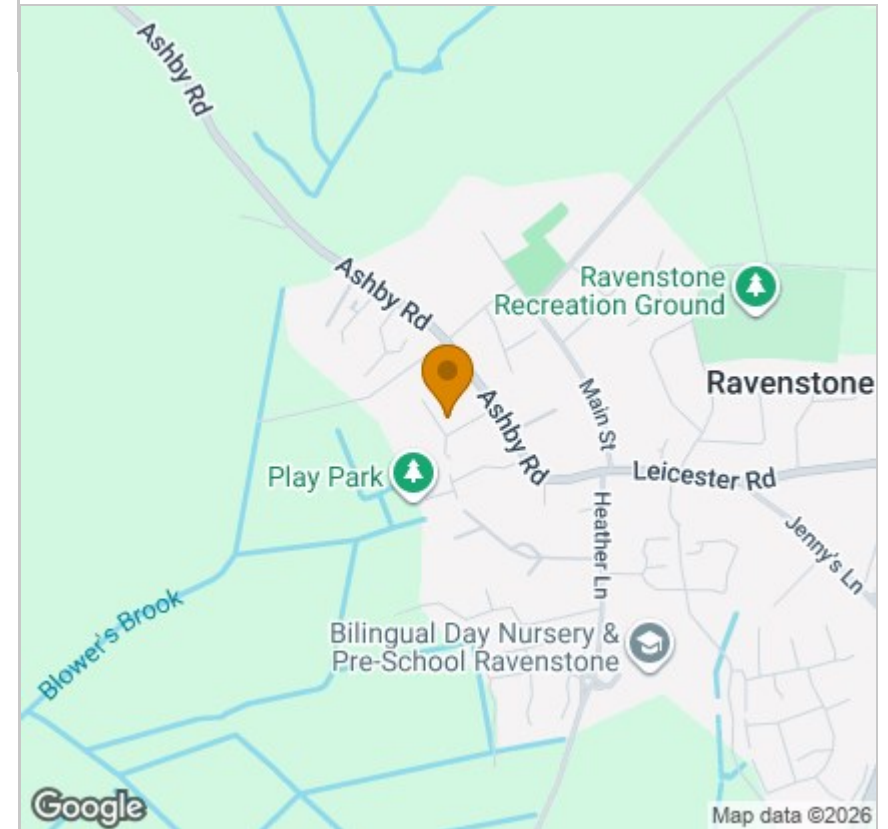 Ashby Rd
Ashby Rd
Ravenstone
Recreation Ground
Ravenstone
Main St
Ashby Rd
Play Park
Leicester Rd
Heather Ln
Jenny's Ln
Blower's Brook
Bilingual Day Nursery &
Pre-School Ravenstone
Google
Map data ©2026